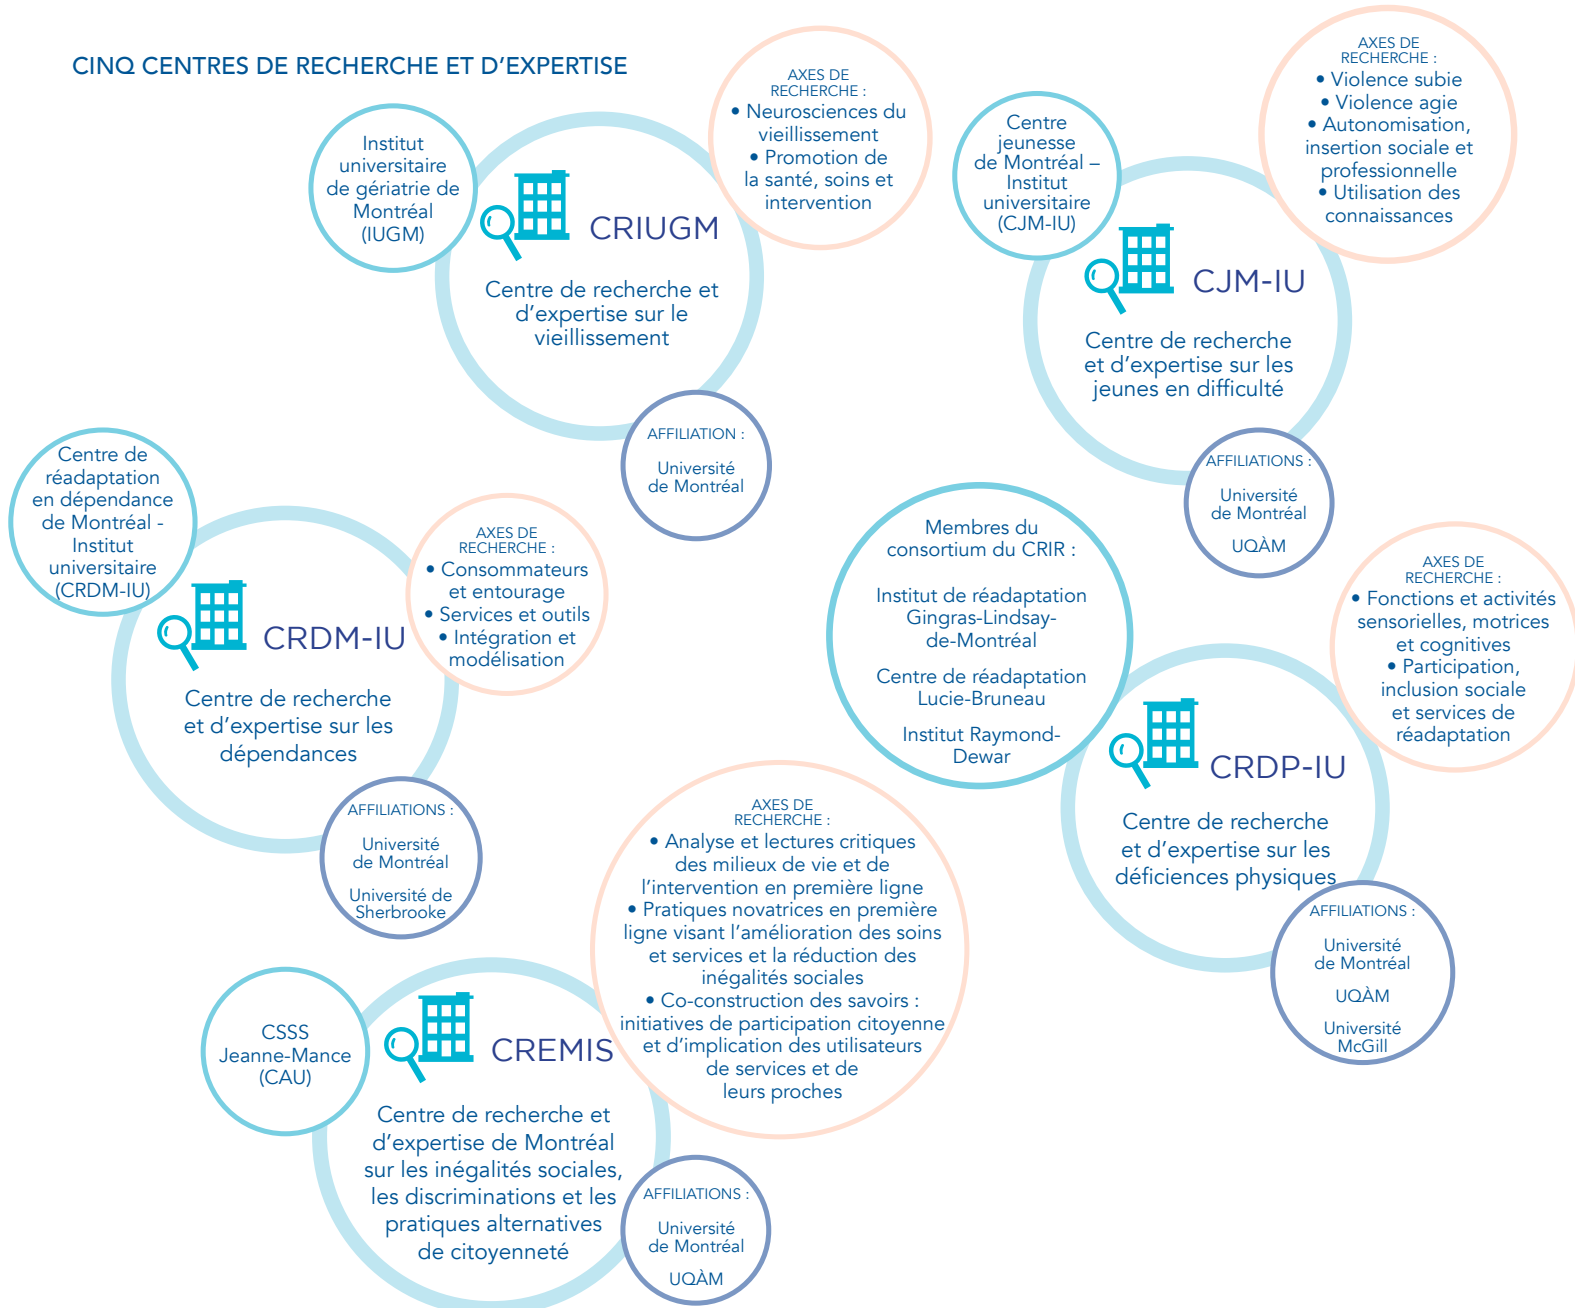 CINQ CENTRES DE RECHERCHE ET D'EXPERTISE
Institut
universitaire
de gériatrie de
Montréal
(IUGM)
CRIUGM
Centre de recherche et
d'expertise sur le
vieillissement
AXES DE
RECHERCHE :
• Neurosciences du
vieillissement
• Promotion de
la santé, soins et
intervention
AFFILIATION :
Université
de Montréal
Centre
jeunesse
de Montréal –
Institut
universitaire
(CJM-IU)
CJM-IU
Centre de recherche
et d'expertise sur les
jeunes en difficulté
AXES DE
RECHERCHE :
• Violence subie
• Violence agie
• Autonomisation,
insertion sociale et
professionnelle
• Utilisation des
connaissances
AFFILIATIONS :
Université
de Montréal
UQÀM
Centre de
réadaptation
en dépendance
de Montréal -
Institut
universitaire
(CRDM-IU)
CRDM-IU
Centre de recherche
et d'expertise sur les
dépendances
AXES DE
RECHERCHE :
• Consommateurs
et entourage
• Services et outils
• Intégration et
modélisation
AFFILIATIONS :
Université
de Montréal
Université de
Sherbrooke
Membres du
consortium du CRIR :
Institut de réadaptation
Gingras-Lindsay-
de-Montréal
Centre de réadaptation
Lucie-Bruneau
Institut Raymond-
Dewar
CRDP-IU
Centre de recherche
et d'expertise sur les
déficiences physiques
AXES DE
RECHERCHE :
• Fonctions et activités
sensorielles, motrices
et cognitives
• Participation,
inclusion sociale
et services de
réadaptation
AFFILIATIONS :
Université
de Montréal
UQÀM
Université
McGill
CSSS
Jeanne-Mance
(CAU)
CREMIS
Centre de recherche et
d'expertise de Montréal
sur les inégalités sociales,
les discriminations et les
pratiques alternatives
de citoyenneté
AXES DE
RECHERCHE :
• Analyse et lectures critiques
des milieux de vie et de
l'intervention en première ligne
• Pratiques novatrices en première
ligne visant l'amélioration des soins
et services et la réduction des
inégalités sociales
• Co-construction des savoirs :
initiatives de participation citoyenne
et d'implication des utilisateurs
de services et de
leurs proches
AFFILIATIONS :
Université
de Montréal
UQÀM